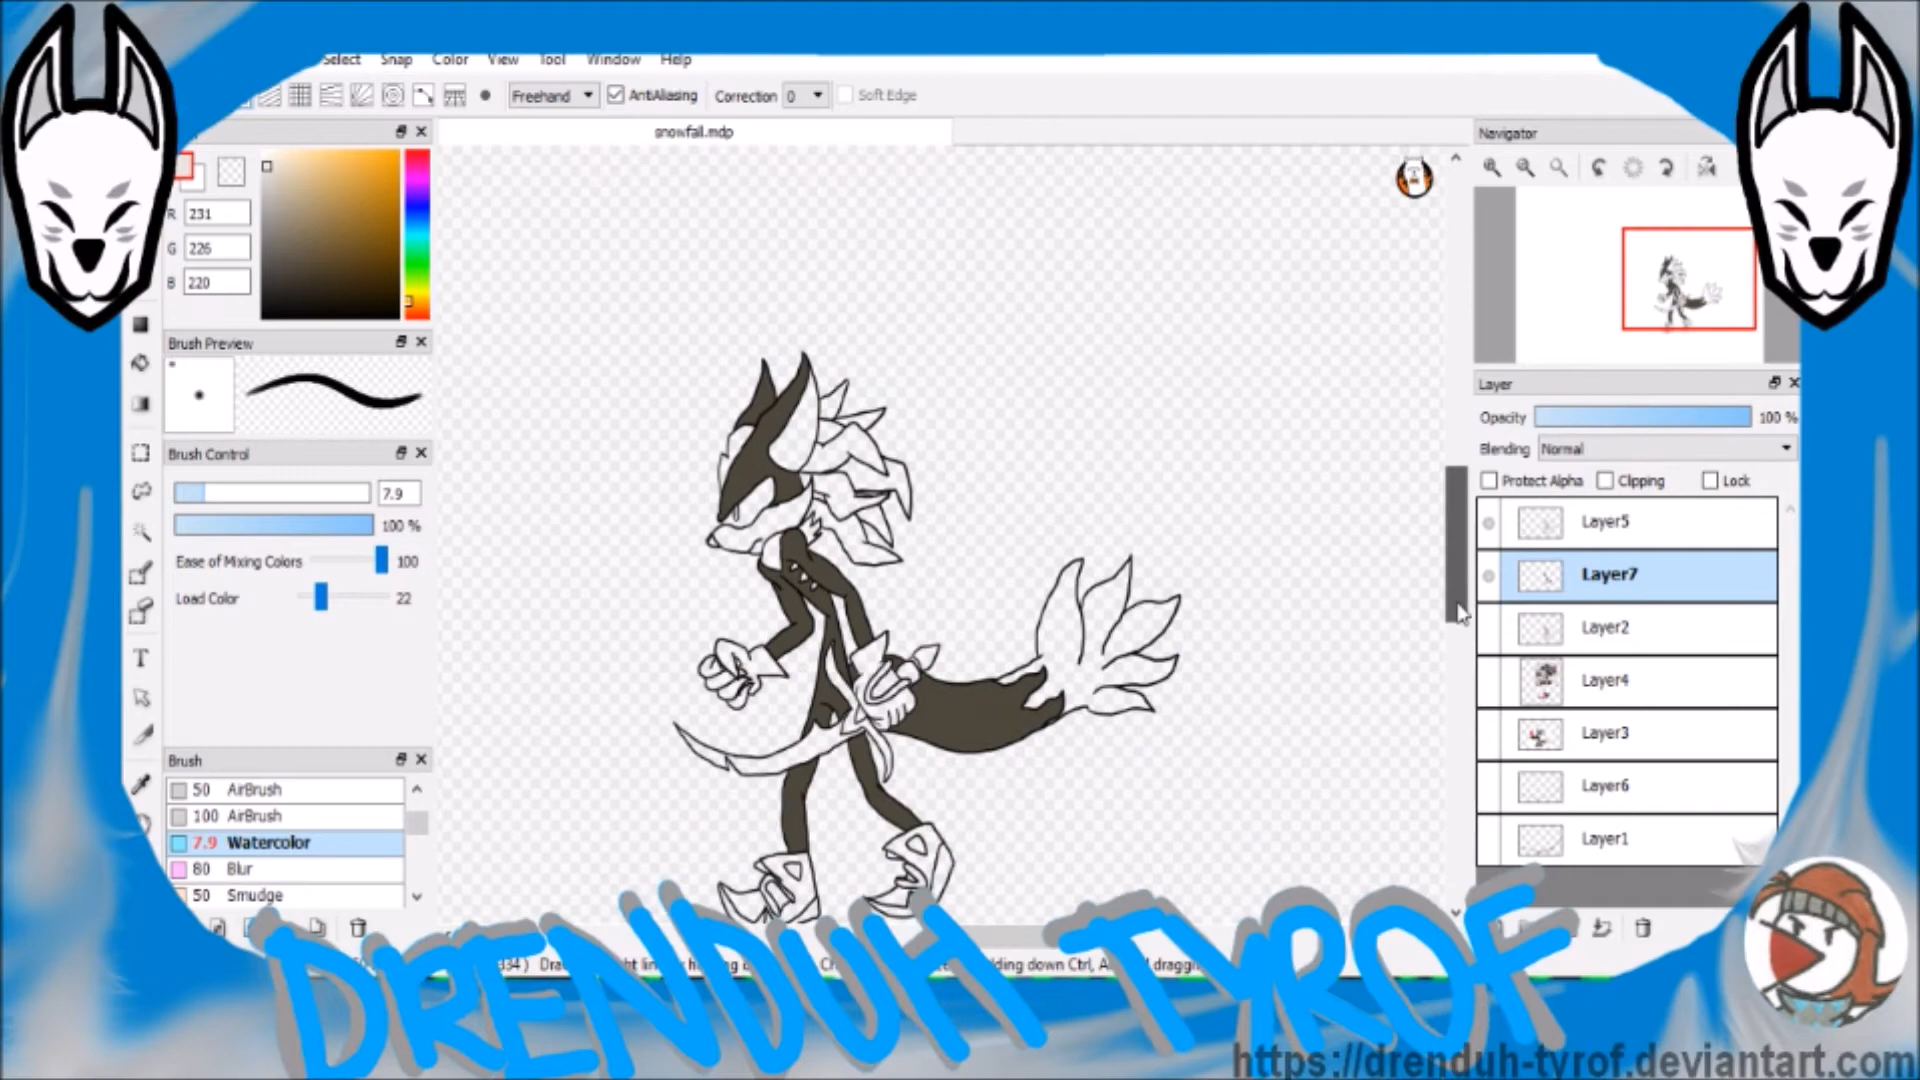 Select Snap Color View Tool Window Help
Freehand AntiAliasing Correction 0 Soft Edge
snowfall.mdp
Navigator
R 231
G 226
B 220
Brush Preview
Brush Control
7.9
100 %
Ease of Mixing Colors 100
Load Color 22
Brush
50 AirBrush
100 AirBrush
7.9 Watercolor
80 Blur
50 Smudge
Layer
Opacity 100 %
Blending Normal
Protect Alpha Clipping Lock
Layer5
Layer7
Layer2
Layer4
Layer3
Layer6
Layer1
T
DRENDUH TYROF
https://drenduh-tyrof.deviantart.com